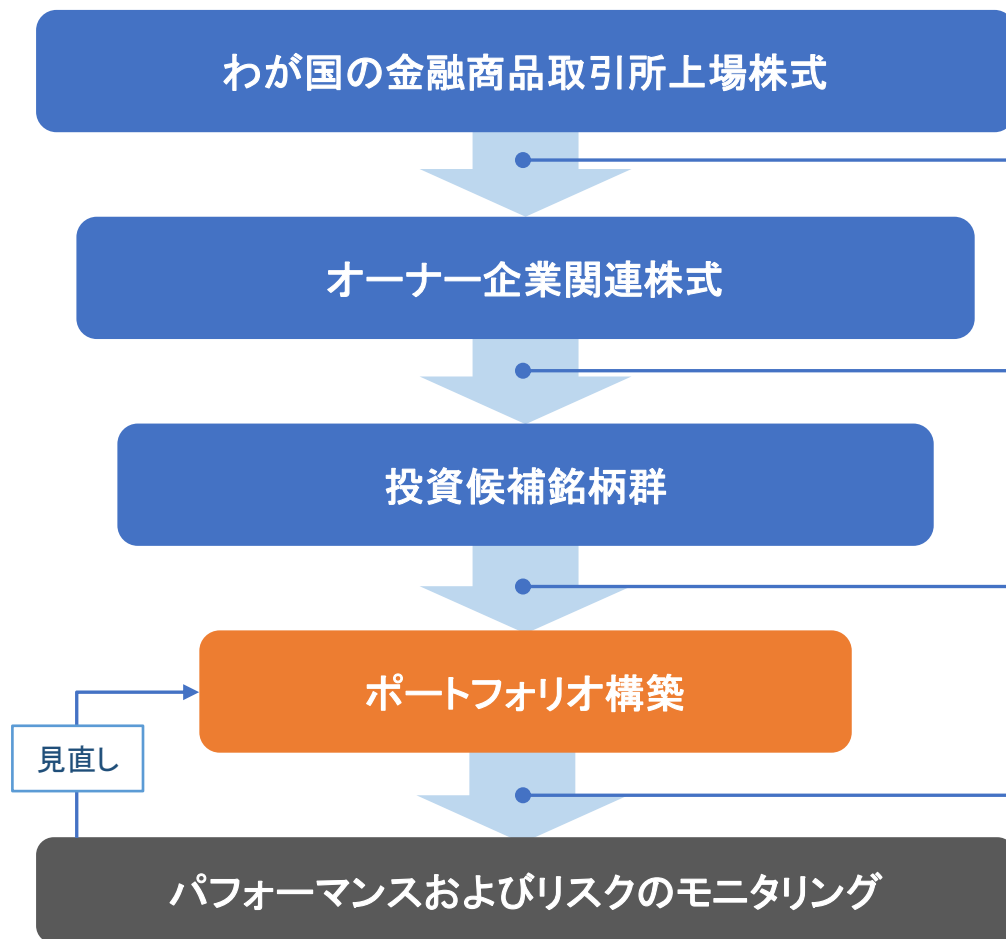 わが国の金融商品取引所上場株式
オーナー企業関連株式
投資候補銘柄群
ポートフォリオ構築
見直し
パフォーマンスおよびリスクのモニタリング